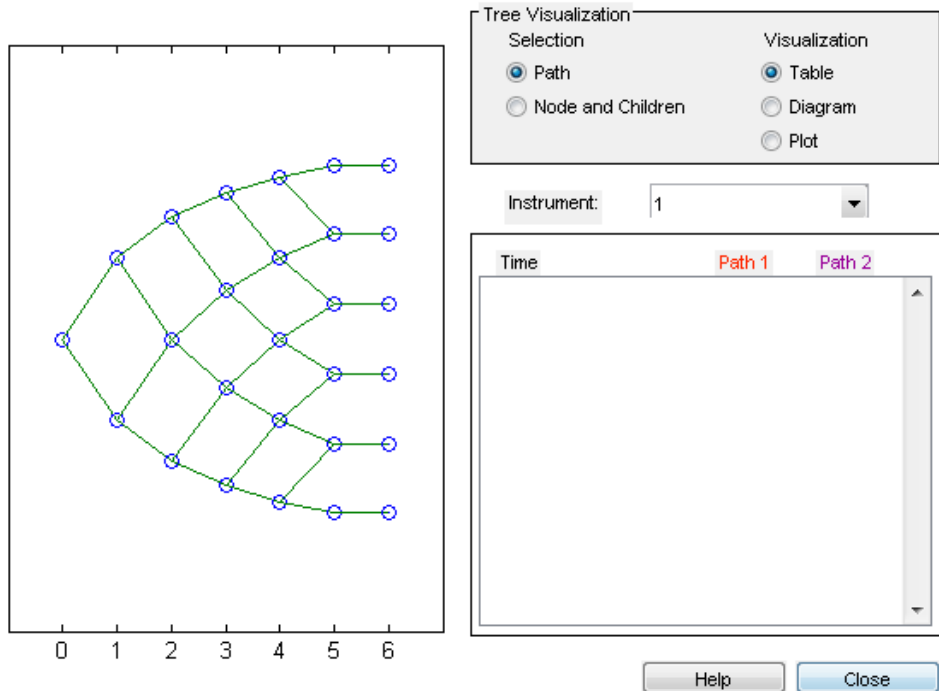 0 1 2 3 4 5 6
Tree Visualization
Selection Visualization
Path Table
Node and Children Diagram
Plot
Instrument: 1
Time Path 1 Path 2
Help Close